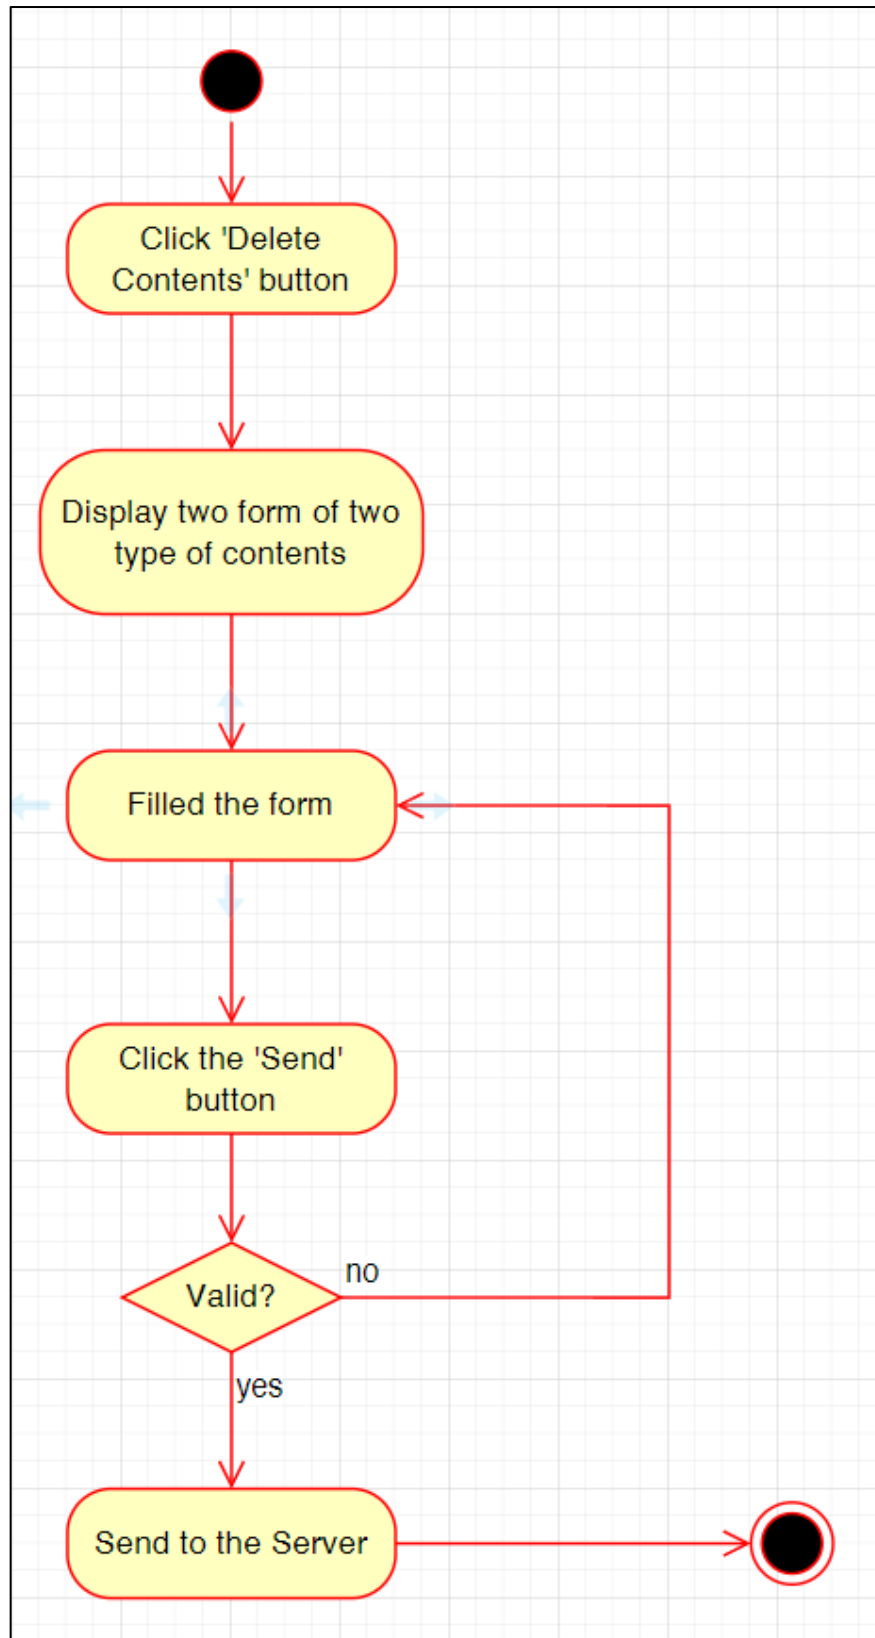 Click 'Delete
Contents' button
Display two form of two
type of contents
Filled the form
Click the 'Send'
button
Valid?
no
yes
Send to the Server